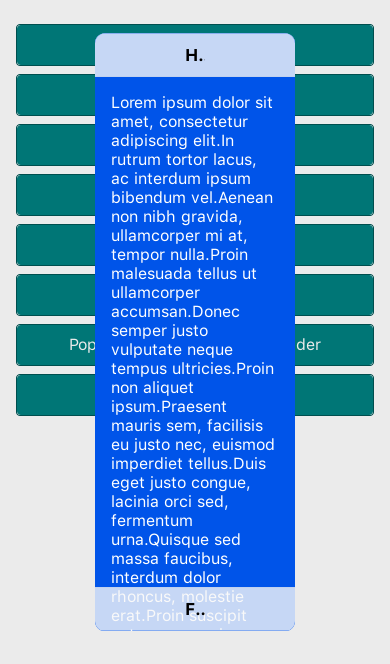 H.
Lorem ipsum dolor sit
amet, consectetur
adipiscing elit.In
rutrum tortor lacus,
ac interdum ipsum
bibendum vel.Aenean
non nibh gravida,
ullamcorper mi at,
tempor nulla.Proin
malesuada tellus ut
ullamcorper
accumsan.Donec
semper justo
vulputate neque
tempus ultricies.Proin
non aliquet
ipsum.Praesent
mauris sem, facilisis
Pop
der
eu justo nec, euismod
imperdiet tellus.Duis
eget justo congue,
lacinia orci sed,
fermentum
urna.Quisque sed
massa faucibus,
interdum dolor
rhoncus, molestie
erat.Proin suscipit
F..